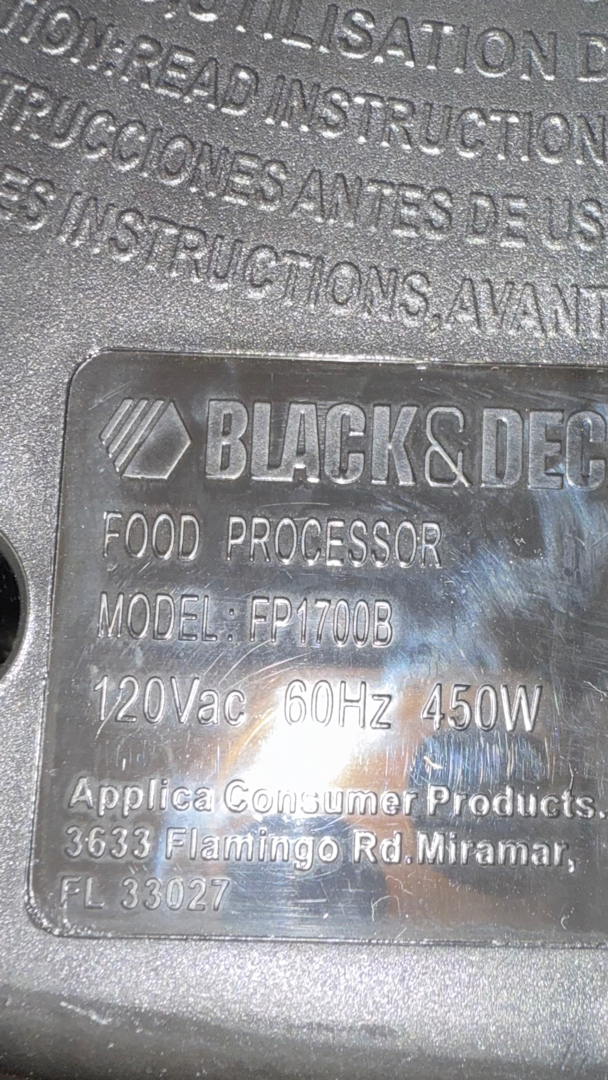 UTILISATION D
TION:READ INSTRUCTION
TRUCCIONES ANTES DE US
ES INSTRUCTIONS,AVANT
BLACK&DEC
FOOD PROCESSOR
MODEL: FP1700B
120Vac 60Hz 450W
Applica Consumer Products.
3633 Flamingo Rd.Miramar,
FL 33027